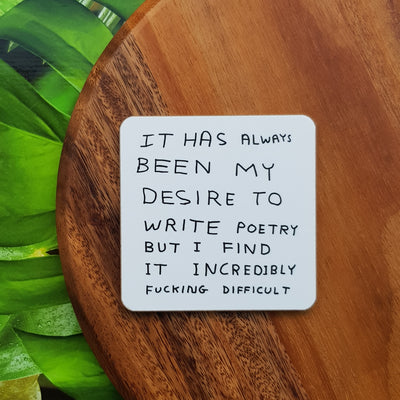 IT HAS ALWAYS
BEEN MY
DESIRE TO
WRITE POETRY
BUT I FIND
IT INCREDIBLY
FUCKING DIFFICULT